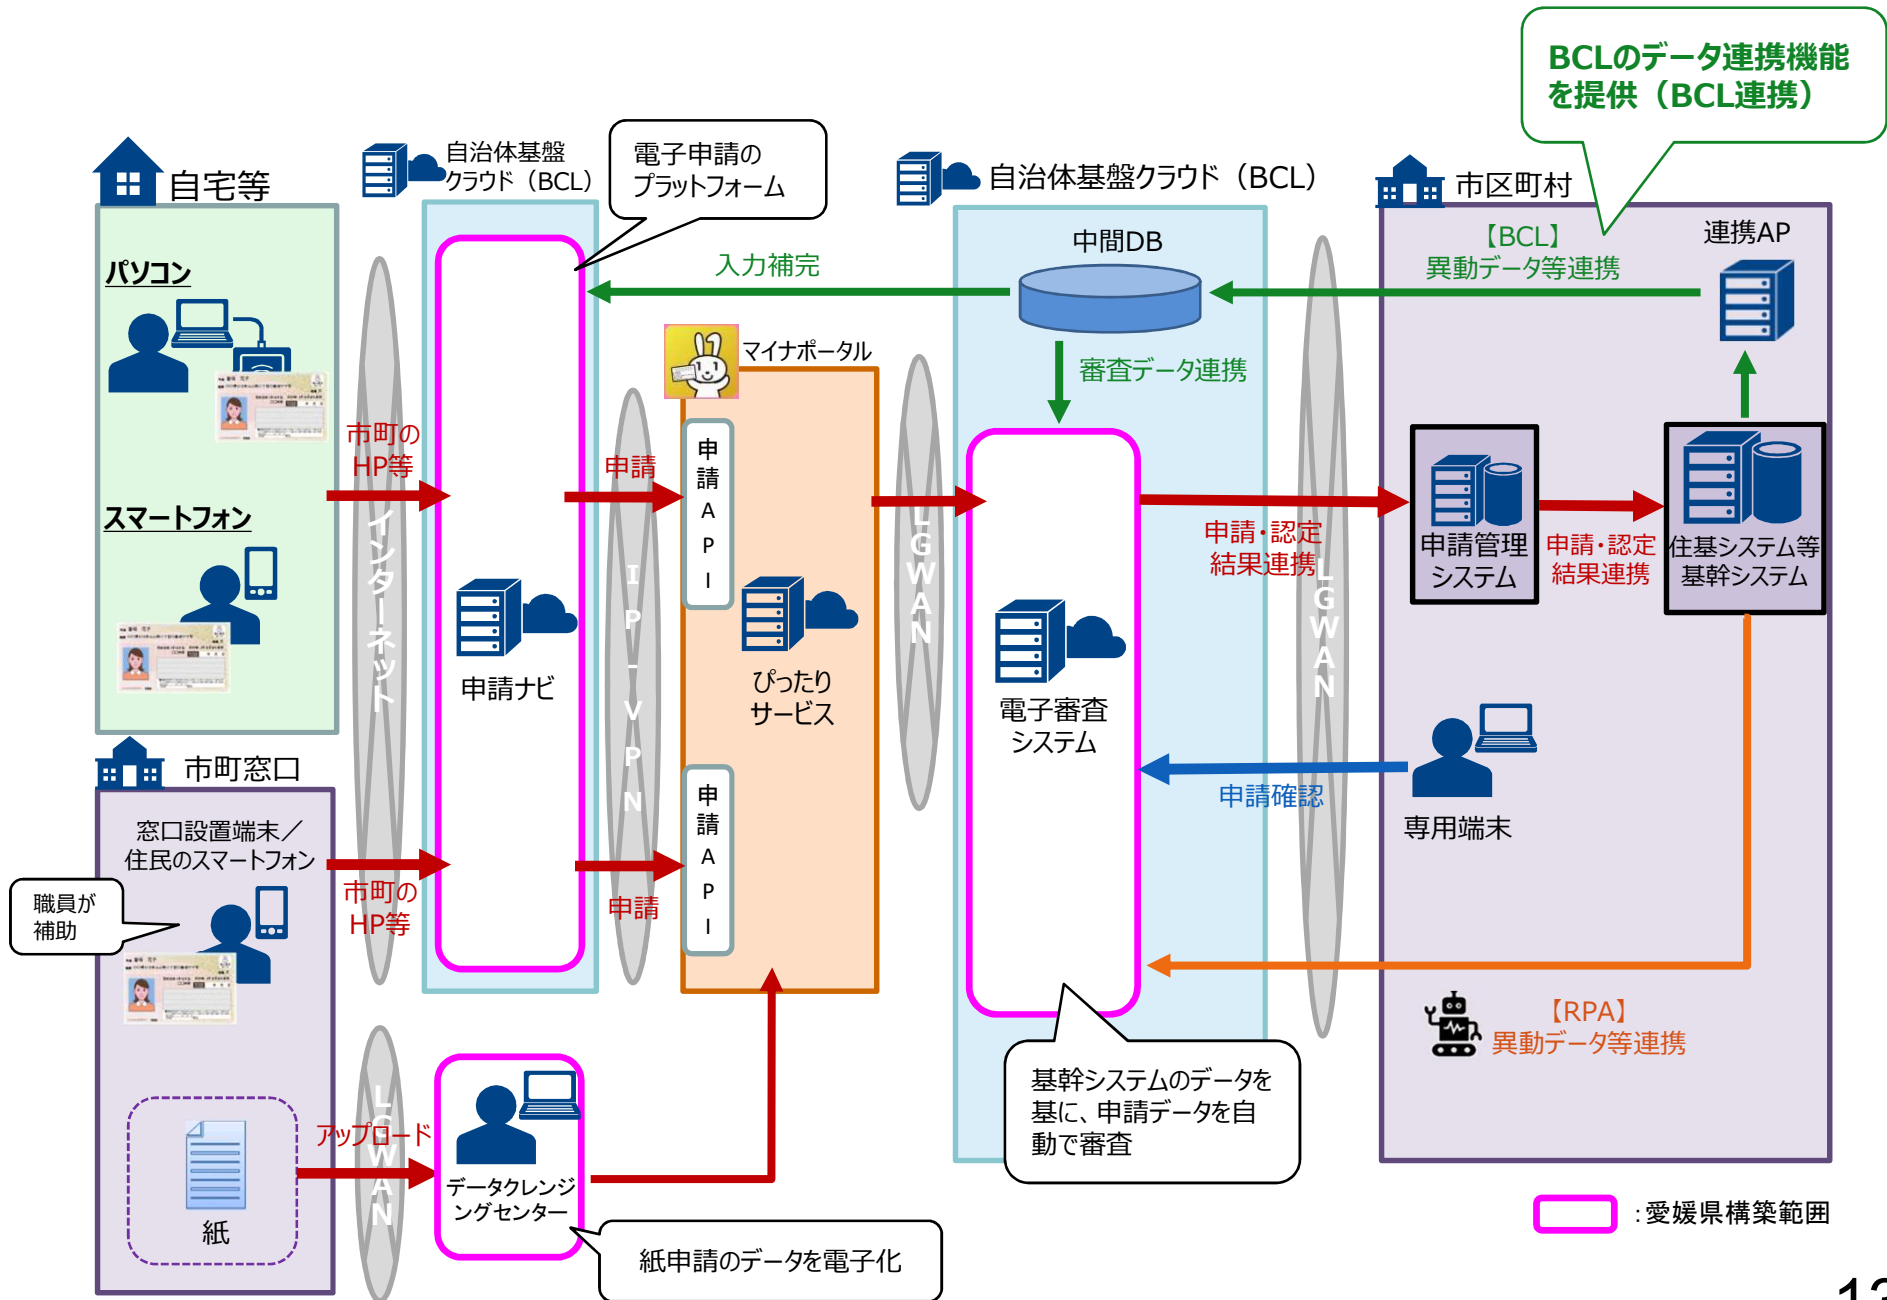 BCLのデータ連携機能
を提供（BCL連携）
自治体基盤
クラウド（BCL）
電子申請の
プラットフォーム
自治体基盤クラウド（BCL）
市区町村
自宅等
パソコン
スマートフォン
市町のHP等
インターネット
申請ナビ
入力補完
中間DB
【BCL】
異動データ等連携
連携AP
マイナポータル
審査データ連携
申請
IP-VPN
申請API
ぴったり
サービス
LGWAN
電子審査
システム
申請・認定
結果連携
LGWAN
申請管理
システム
申請・認定
結果連携
住基システム等
基幹システム
市町窓口
窓口設置端末／
住民のスマートフォン
職員が
補助
市町の
HP等
申請
申請API
申請確認
専用端末
【RPA】
異動データ等連携
基幹システムのデータを
基に、申請データを自
動で審査
紙
アップロード
LGWAN
データクレンジ
ングセンター
紙申請のデータを電子化
：愛媛県構築範囲